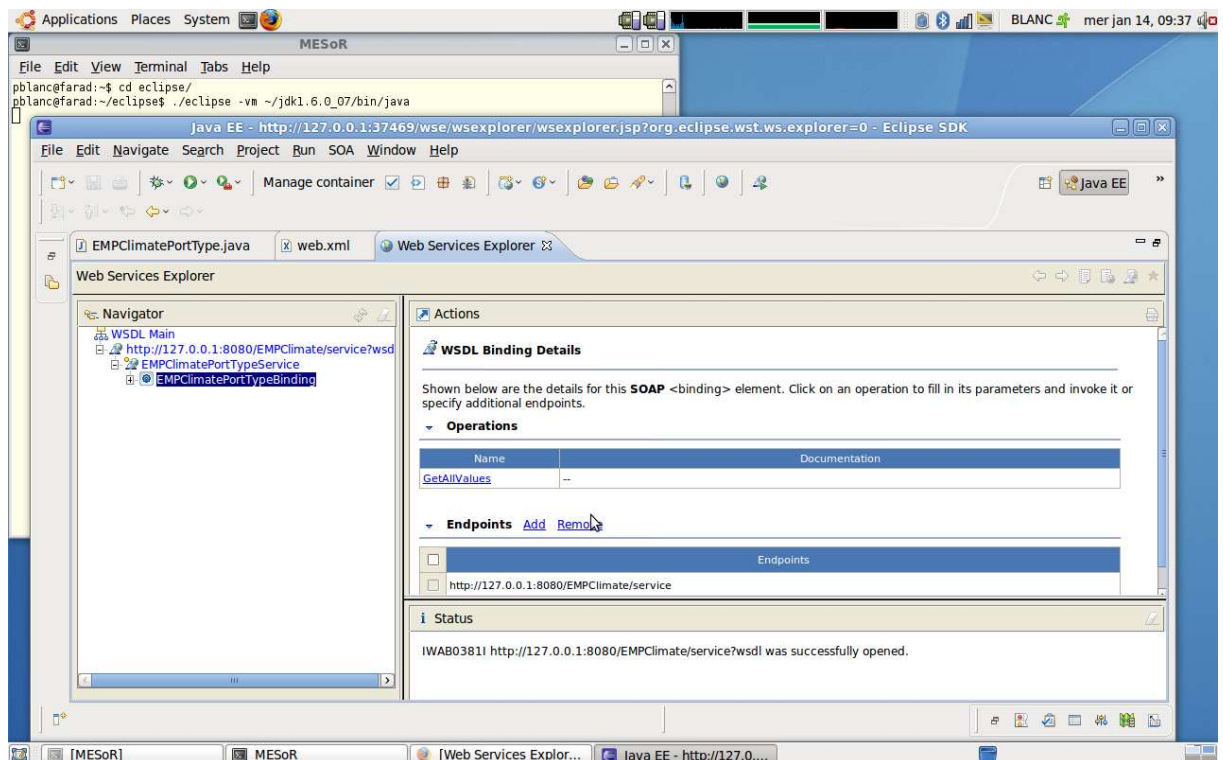 Applications Places System
BLANC mer jan 14, 09:37
MESoR
File Edit View Terminal Tabs Help
pblanc@farad:~$ cd eclipse/
pblanc@farad:~/eclipse$ ./eclipse -vm ~/jdk1.6.0_07/bin/java
Java EE - http://127.0.0.1:37469/wse/wsexplorer/wsexplorer.jsp?org.eclipse.wst.ws.explorer=0 - Eclipse SDK
File Edit Navigate Search Project Run SOA Window Help
Manage container
Java EE »
EMPClimatePortType.java web.xml Web Services Explorer
Web Services Explorer
Navigator
WSDL Main
http://127.0.0.1:8080/EMPClimate/service?wsd
EMPClimatePortTypeService
EMPClimatePortTypeBinding
Actions
WSDL Binding Details
Shown below are the details for this SOAP <binding> element. Click on an operation to fill in its parameters and invoke it or
specify additional endpoints.
Operations
Name Documentation
GetAllValues --
Endpoints Add Remove
Endpoints
http://127.0.0.1:8080/EMPClimate/service
i Status
IWAB0381I http://127.0.0.1:8080/EMPClimate/service?wsdl was successfully opened.
[MESoR] MESoR [Web Services Explor... Java EE - http://127.0....